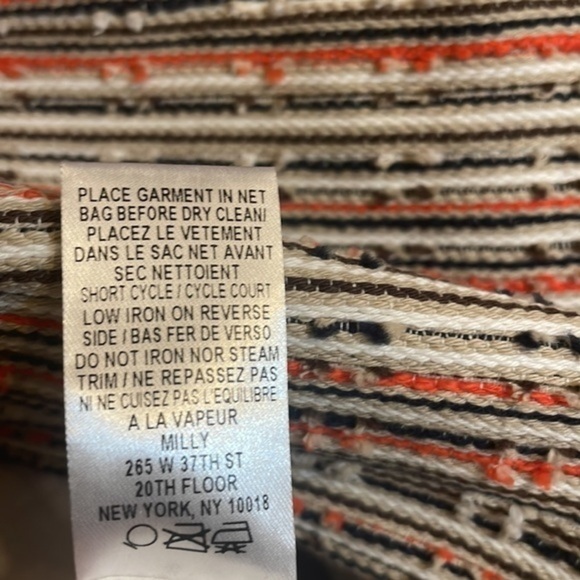 PLACE GARMENT IN NET
BAG BEFORE DRY CLEAN/
PLACEZ LE VETEMENT
DANS LE SAC NET AVANT
SEC NETTOIENT
SHORT CYCLE / CYCLE COURT
LOW IRON ON REVERSE
SIDE / BAS FER DE VERSO
DO NOT IRON NOR STEAM
TRIM / NE REPASSEZ PAS
NI NE CUISEZ PAS L'EQUILIBRE
A LA VAPEUR
MILLY
265 W 37TH ST
20TH FLOOR
NEW YORK, NY 10018